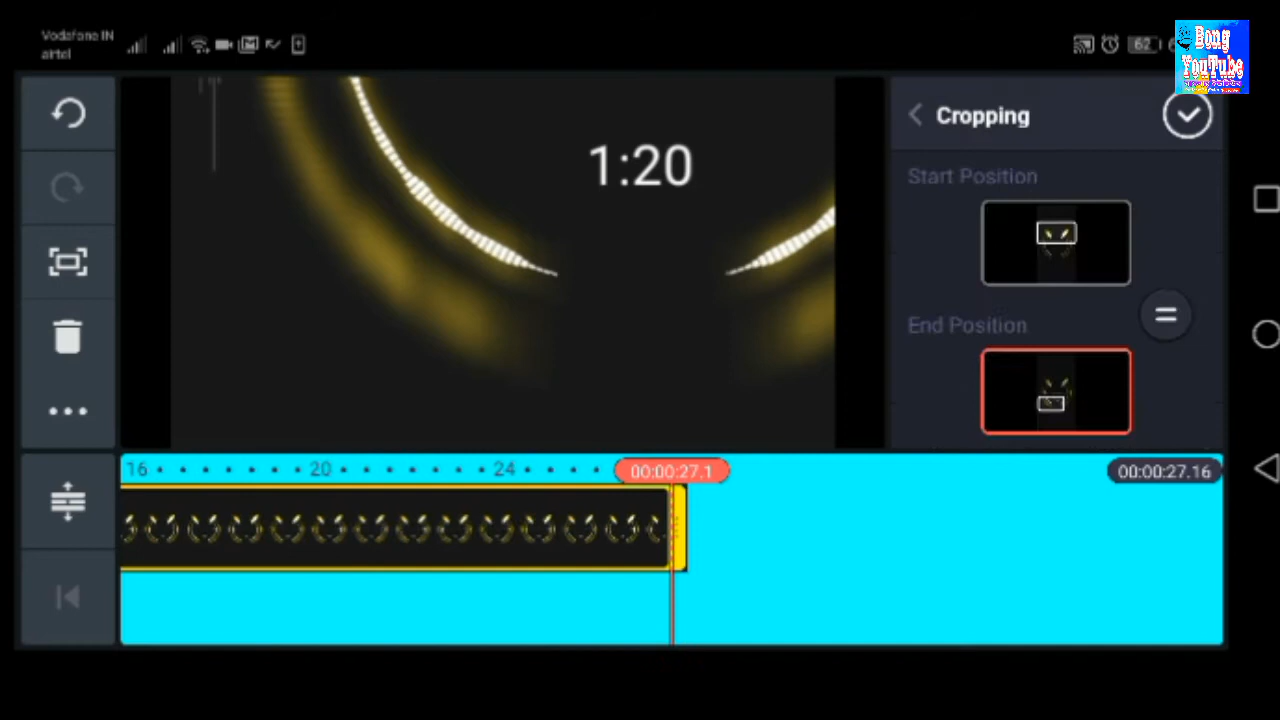 Vodafone IN
airtel
62
Bong
YouTube
Cropping
Start Position
1:20
End Position
16
20
24
00:00:27.1
00:00:27.16